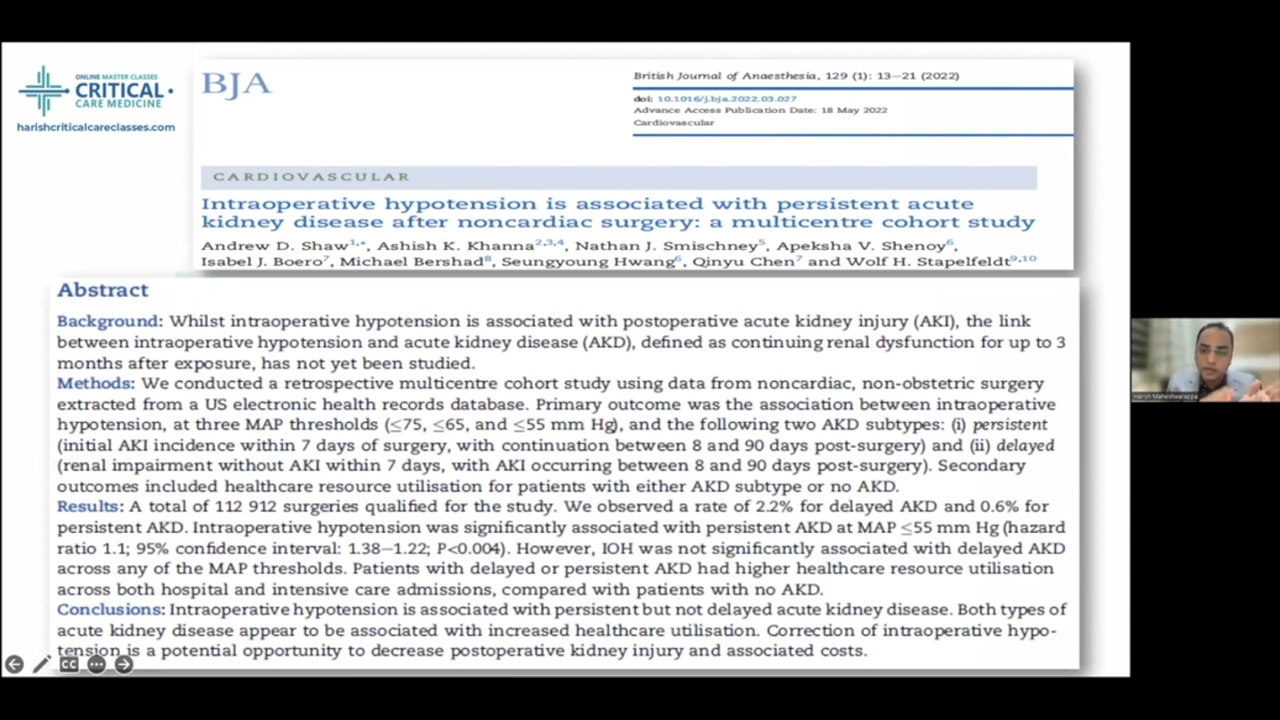 ONLINE MASTER CLASSES
CRITICAL
CARE MEDICINE
harishcriticalcareclasses.com
BJA
British Journal of Anaesthesia, 129 (1): 13–21 (2022)
doi: 10.1016/j.bja.2022.03.027
Advance Access Publication Date: 18 May 2022
Cardiovascular
CARDIOVASCULAR
Intraoperative hypotension is associated with persistent acute
kidney disease after noncardiac surgery: a multicentre cohort study
Andrew D. Shaw1,*, Ashish K. Khanna2,3,4, Nathan J. Smischney5, Apeksha V. Shenoy6,
Isabel J. Boero7, Michael Bershad8, Seungyoung Hwang6, Qinyu Chen7 and Wolf H. Stapelfeldt9,10
Abstract
Background: Whilst intraoperative hypotension is associated with postoperative acute kidney injury (AKI), the link
between intraoperative hypotension and acute kidney disease (AKD), defined as continuing renal dysfunction for up to 3
months after exposure, has not yet been studied.
Methods: We conducted a retrospective multicentre cohort study using data from noncardiac, non-obstetric surgery
extracted from a US electronic health records database. Primary outcome was the association between intraoperative
hypotension, at three MAP thresholds (≤75, ≤65, and ≤55 mm Hg), and the following two AKD subtypes: (i) persistent
(initial AKI incidence within 7 days of surgery, with continuation between 8 and 90 days post-surgery) and (ii) delayed
(renal impairment without AKI within 7 days, with AKI occurring between 8 and 90 days post-surgery). Secondary
outcomes included healthcare resource utilisation for patients with either AKD subtype or no AKD.
Results: A total of 112 912 surgeries qualified for the study. We observed a rate of 2.2% for delayed AKD and 0.6% for
persistent AKD. Intraoperative hypotension was significantly associated with persistent AKD at MAP ≤55 mm Hg (hazard
ratio 1.1; 95% confidence interval: 1.38–1.22; P<0.004). However, IOH was not significantly associated with delayed AKD
across any of the MAP thresholds. Patients with delayed or persistent AKD had higher healthcare resource utilisation
across both hospital and intensive care admissions, compared with patients with no AKD.
Conclusions: Intraoperative hypotension is associated with persistent but not delayed acute kidney disease. Both types of
acute kidney disease appear to be associated with increased healthcare utilisation. Correction of intraoperative hypo-
tension is a potential opportunity to decrease postoperative kidney injury and associated costs.
CC
Harish Maheshwarappa